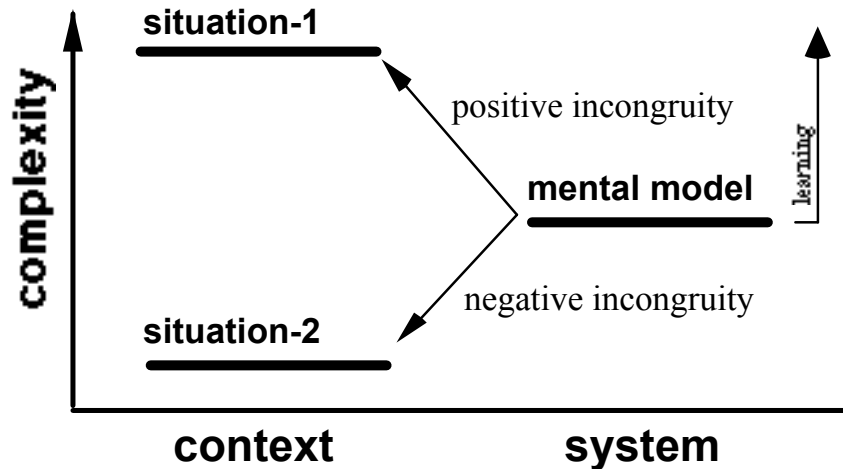 situation-1
complexity
positive incongruity
learning
mental model
negative incongruity
situation-2
context
system